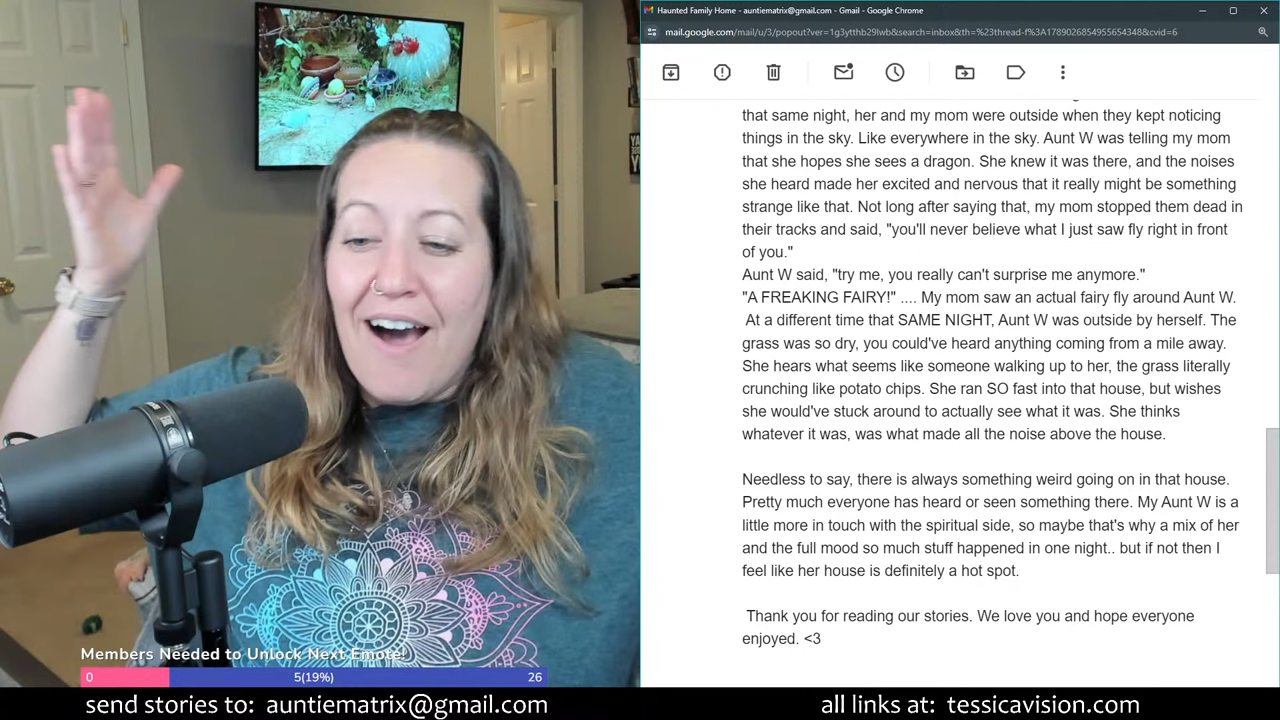 Haunted Family Home - auntiematrix@gmail.com - Gmail - Google Chrome
mail.google.com/mail/u/3/popout?ver=1g3ytthb29lwb&search=inbox&th=%23thread-f%3A1789026854955654348&cvid=6
that same night, her and my mom were outside when they kept noticing
things in the sky. Like everywhere in the sky. Aunt W was telling my mom
that she hopes she sees a dragon. She knew it was there, and the noises
she heard made her excited and nervous that it really might be something
strange like that. Not long after saying that, my mom stopped them dead in
their tracks and said, "you'll never believe what I just saw fly right in front
of you."
Aunt W said, "try me, you really can't surprise me anymore."
"A FREAKING FAIRY!" .... My mom saw an actual fairy fly around Aunt W.
At a different time that SAME NIGHT, Aunt W was outside by herself. The
grass was so dry, you could've heard anything coming from a mile away.
She hears what seems like someone walking up to her, the grass literally
crunching like potato chips. She ran SO fast into that house, but wishes
she would've stuck around to actually see what it was. She thinks
whatever it was, was what made all the noise above the house.
Needless to say, there is always something weird going on in that house.
Pretty much everyone has heard or seen something there. My Aunt W is a
little more in touch with the spiritual side, so maybe that's why a mix of her
and the full mood so much stuff happened in one night.. but if not then I
feel like her house is definitely a hot spot.
Thank you for reading our stories. We love you and hope everyone
enjoyed. <3
Members Needed to Unlock Next Emote!
0 5(19%) 26
send stories to: auntiematrix@gmail.com
all links at: tessicavision.com